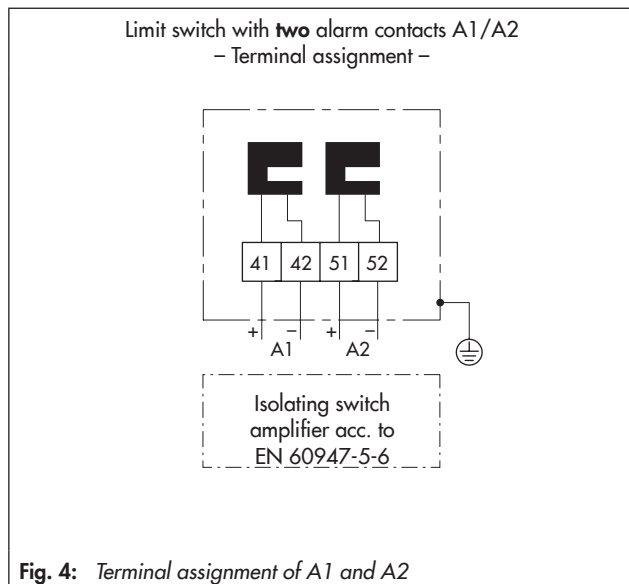 Limit switch with two alarm contacts A1/A2
– Terminal assignment –
41 42 51 52
+ – + –
A1 A2
Isolating switch
amplifier acc. to
EN 60947-5-6
Fig. 4: Terminal assignment of A1 and A2